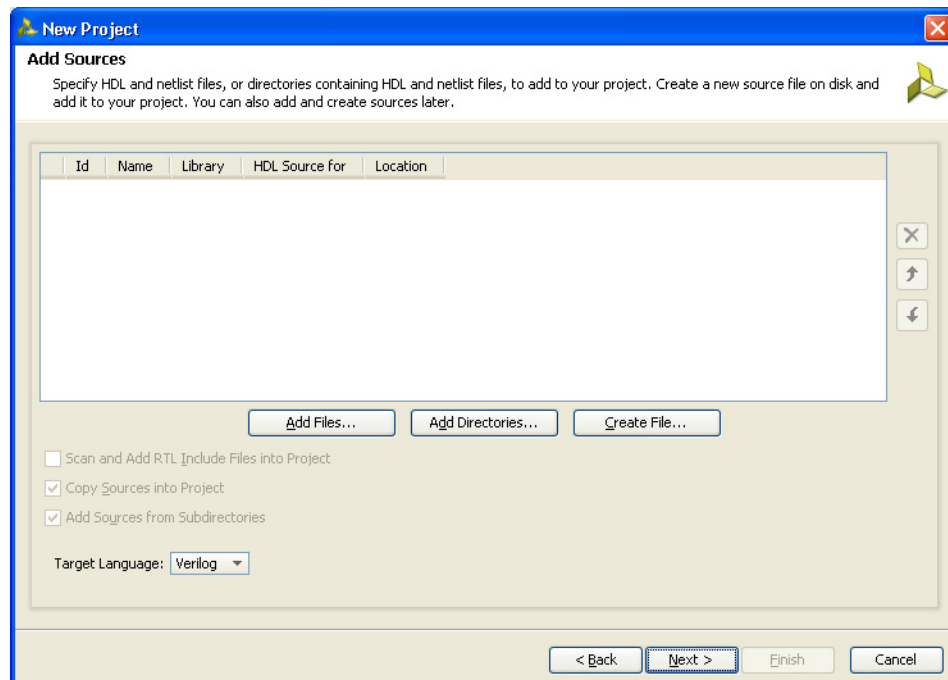 New Project
Add Sources
Specify HDL and netlist files, or directories containing HDL and netlist files, to add to your project. Create a new source file on disk and
add it to your project. You can also add and create sources later.
Id Name Library HDL Source for Location
Add Files... Add Directories... Create File...
Scan and Add RTL Include Files into Project
Copy Sources into Project
Add Sources from Subdirectories
Target Language: Verilog
< Back Next > Finish Cancel